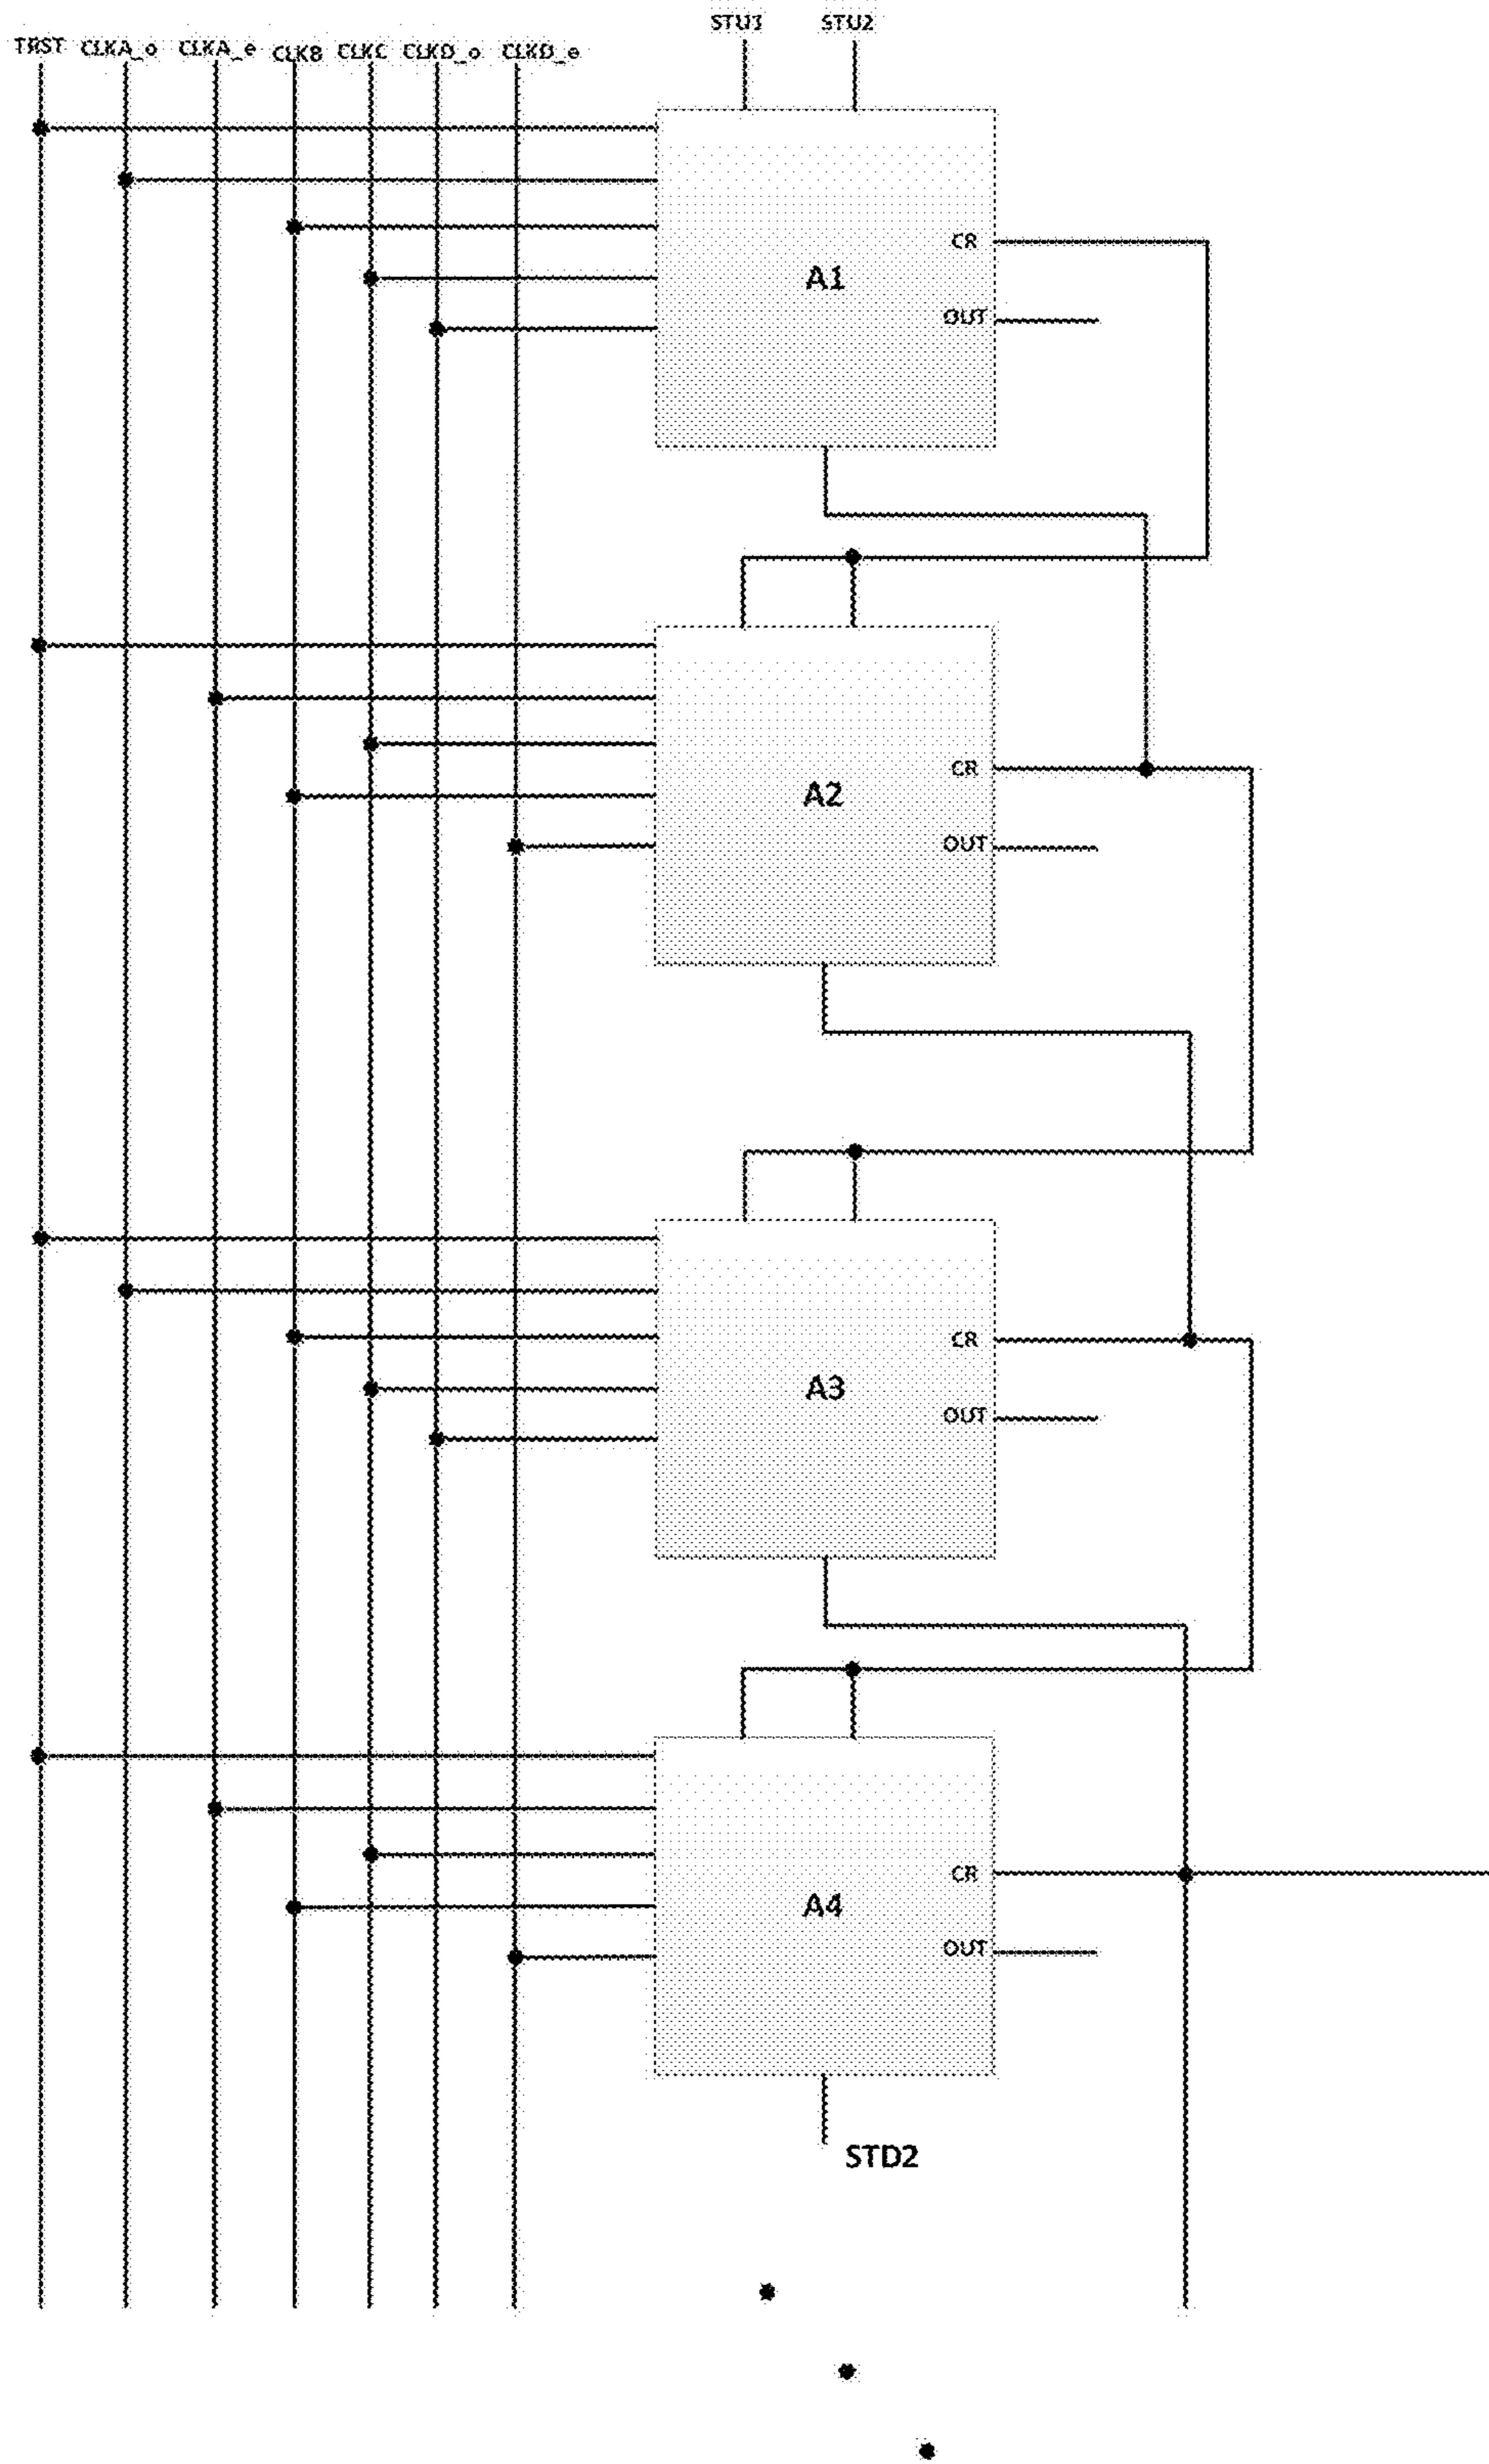 STU1 STU2
TRST CLKA_o CLKA_e CLKB CLKC CLKD_o CLKD_e
CR
A1
OUT
CR
A2
OUT
CR
A3
OUT
CR
A4
OUT
STD2